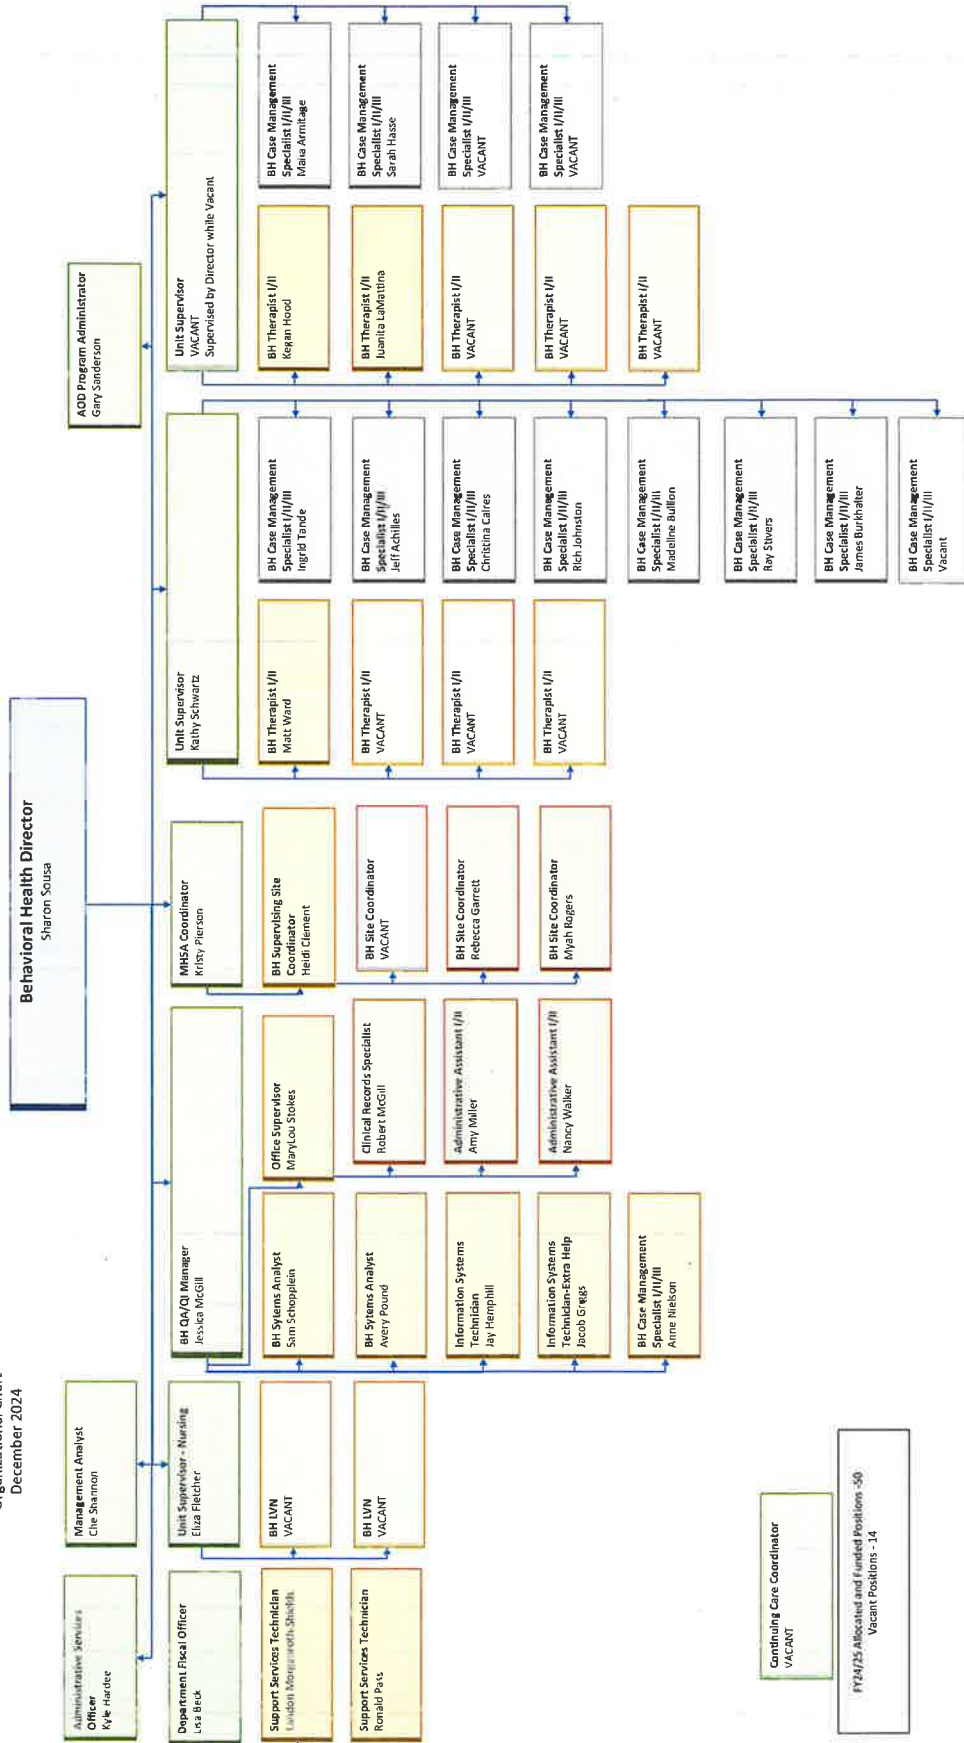 December 2024
Behavioral Health Director
Sharon Sousa
Administrative Services
Officer
Kyle Hardee
Management Analyst
Che Shannon
AOD Program Administrator
Gary Sanderson
Department Fiscal Officer
Lisa Beck
Support Services Technician
Support Services Technician
Ronald Pass
Unit Supervisor - Nursing
Eliza Fletcher
BH LVN
VACANT
BH LVN
VACANT
BH QA/QI Manager
Jessica McGill
BH Sytems Analyst
Sam Schopplein
BH Sytems Analyst
Avery Pound
Information Systems
Technician
Jay Hemphill
Information Systems
Technician-Extra Help
Jacob Griggs
BH Case Management
Specialist I/II/III
Anne Nielson
Office Supervisor
MaryLou Stokes
Clinical Records Specialist
Robert McGill
Administrative Assistant I/II
Amy Miller
Administrative Assistant I/II
Nancy Walker
MHSA Coordinator
Kristy Pierson
BH Supervising Site
Coordinator
Heidi Clement
BH Site Coordinator
VACANT
BH Site Coordinator
Rebecca Garrett
BH Site Coordinator
Myah Rogers
Unit Supervisor
Kathy Schwartz
BH Therapist I/II
Matt Ward
BH Therapist I/II
VACANT
BH Therapist I/II
VACANT
BH Therapist I/II
VACANT
BH Case Management
Specialist I/II/III
Ingrid Tande
BH Case Management
Specialist I/II/III
Jeff Achilles
BH Case Management
Specialist I/II/III
Christina Caires
BH Case Management
Specialist I/II/III
Rich Johnston
BH Case Management
Specialist I/II/III
Madeline Bullion
BH Case Management
Specialist I/II/III
Ray Stivers
BH Case Management
Specialist I/II/III
James Burkhalter
BH Case Management
Specialist I/II/III
Vacant
Unit Supervisor
VACANT
Supervised by Director while Vacant
BH Therapist I/II
Kegan Hood
BH Therapist I/II
Juanita LaMattina
BH Therapist I/II
VACANT
BH Therapist I/II
VACANT
BH Therapist I/II
VACANT
BH Case Management
Specialist I/II/III
Maira Armitage
BH Case Management
Specialist I/II/III
Sarah Hasse
BH Case Management
Specialist I/II/III
VACANT
BH Case Management
Specialist I/II/III
VACANT
Continuing Care Coordinator
VACANT
FY24/25 Allocated and Funded Positions -50
Vacant Positions - 14